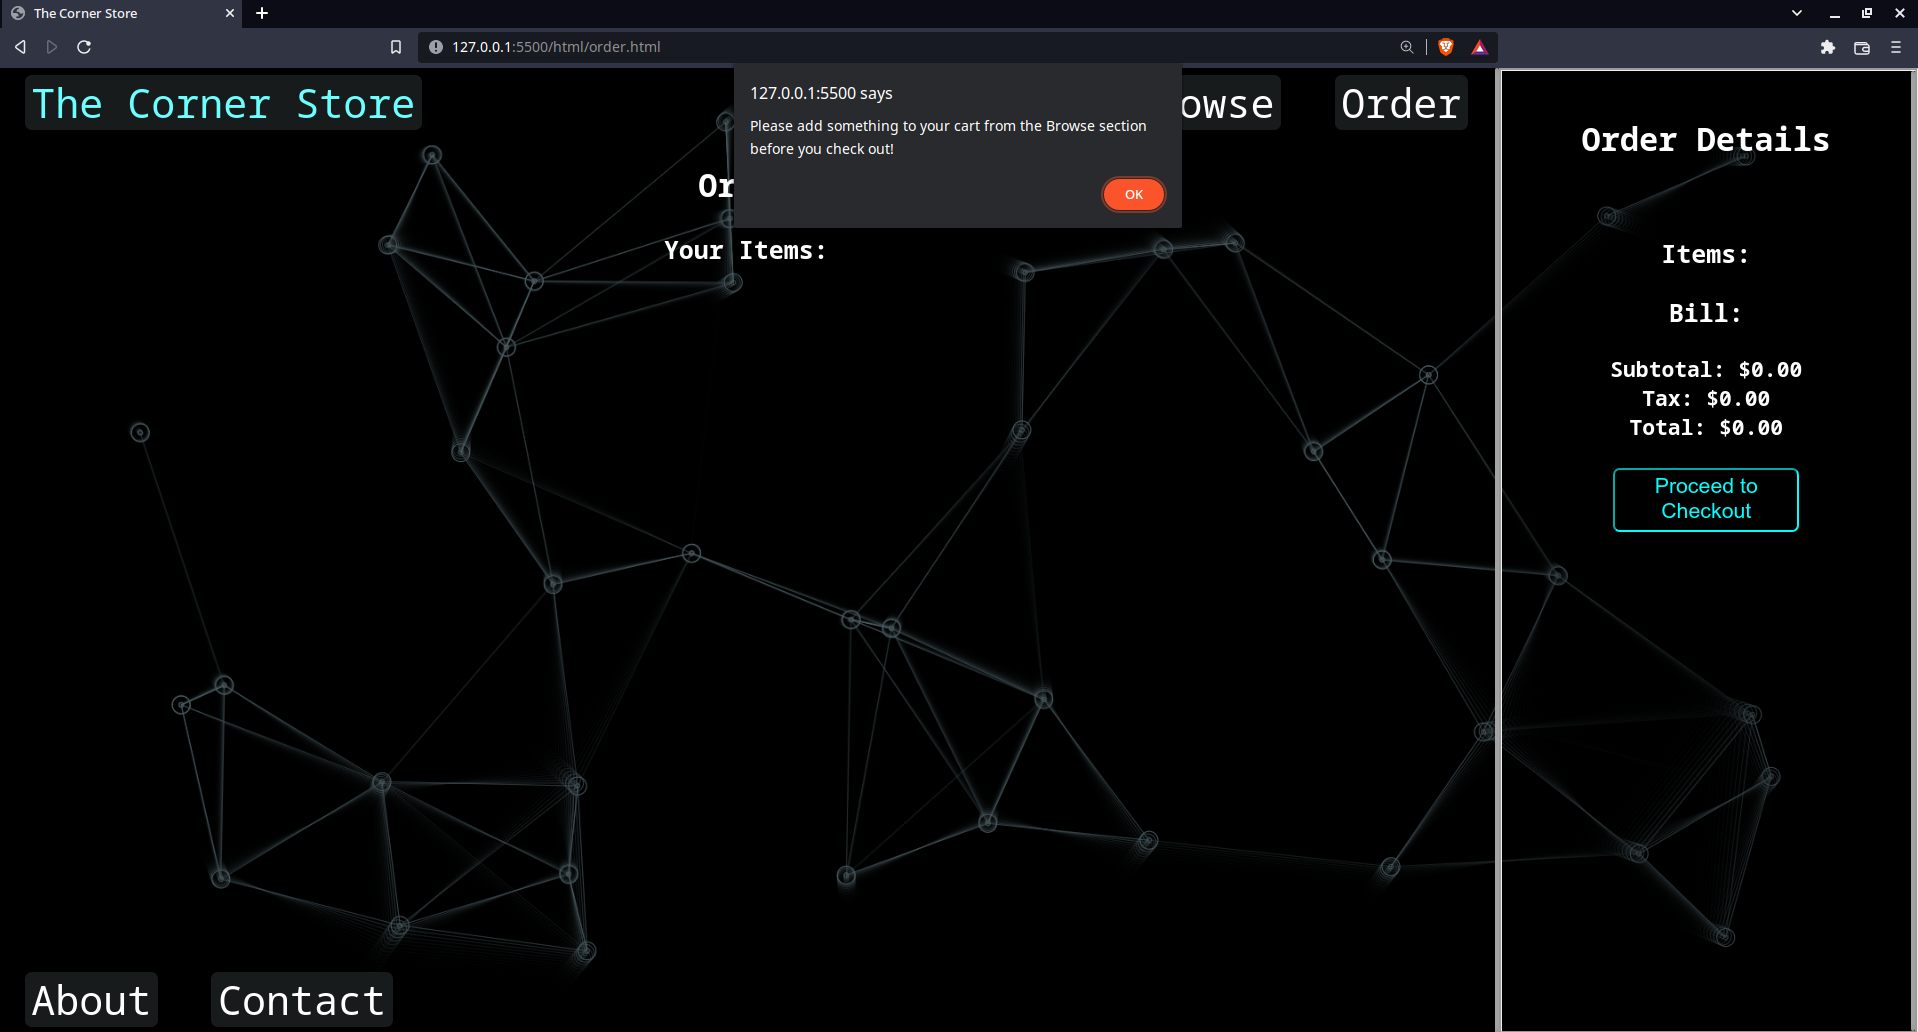 The Corner Store
127.0.0.1:5500/html/order.html
127.0.0.1:5500 says
Please add something to your cart from the Browse section
before you check out!
OK
The Corner Store
owse
Order
Or
Your Items:
Order Details
Items:
Bill:
Subtotal: $0.00
Tax: $0.00
Total: $0.00
Proceed to
Checkout
About
Contact